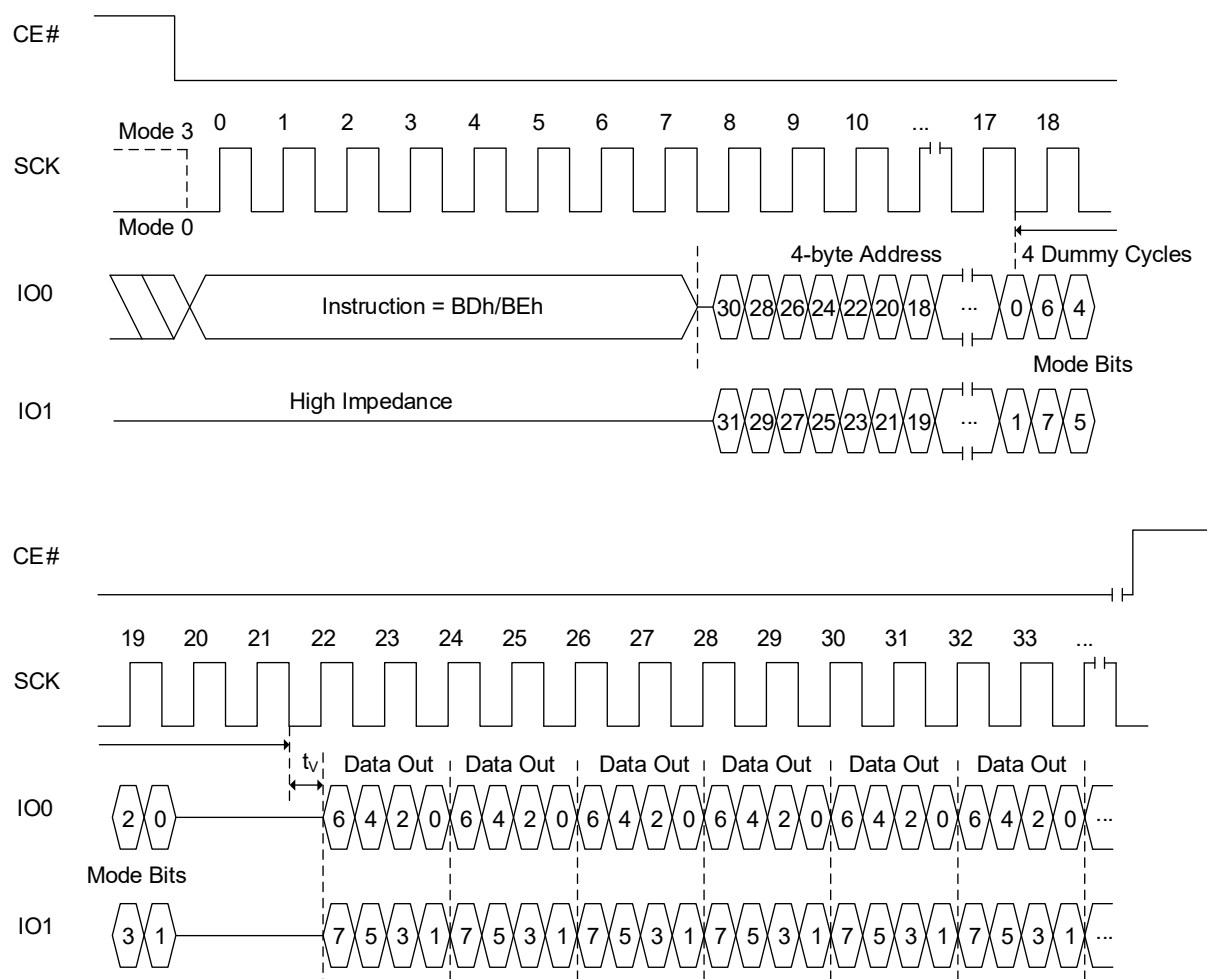 CE#
Mode 3 0 1 2 3 4 5 6 7 8 9 10 ... 17 18
SCK
Mode 0
4-byte Address 4 Dummy Cycles
IO0 Instruction = BDh/BEh 30 28 26 24 22 20 18 ... 0 6 4
Mode Bits
IO1 High Impedance 31 29 27 25 23 21 19 ... 1 7 5
CE#
19 20 21 22 23 24 25 26 27 28 29 30 31 32 33 ...
SCK
tV Data Out Data Out Data Out Data Out Data Out Data Out
IO0 2 0 6 4 2 0 6 4 2 0 6 4 2 0 6 4 2 0 6 4 2 0 6 4 2 0 ...
Mode Bits
IO1 3 1 7 5 3 1 7 5 3 1 7 5 3 1 7 5 3 1 7 5 3 1 7 5 3 1 ...